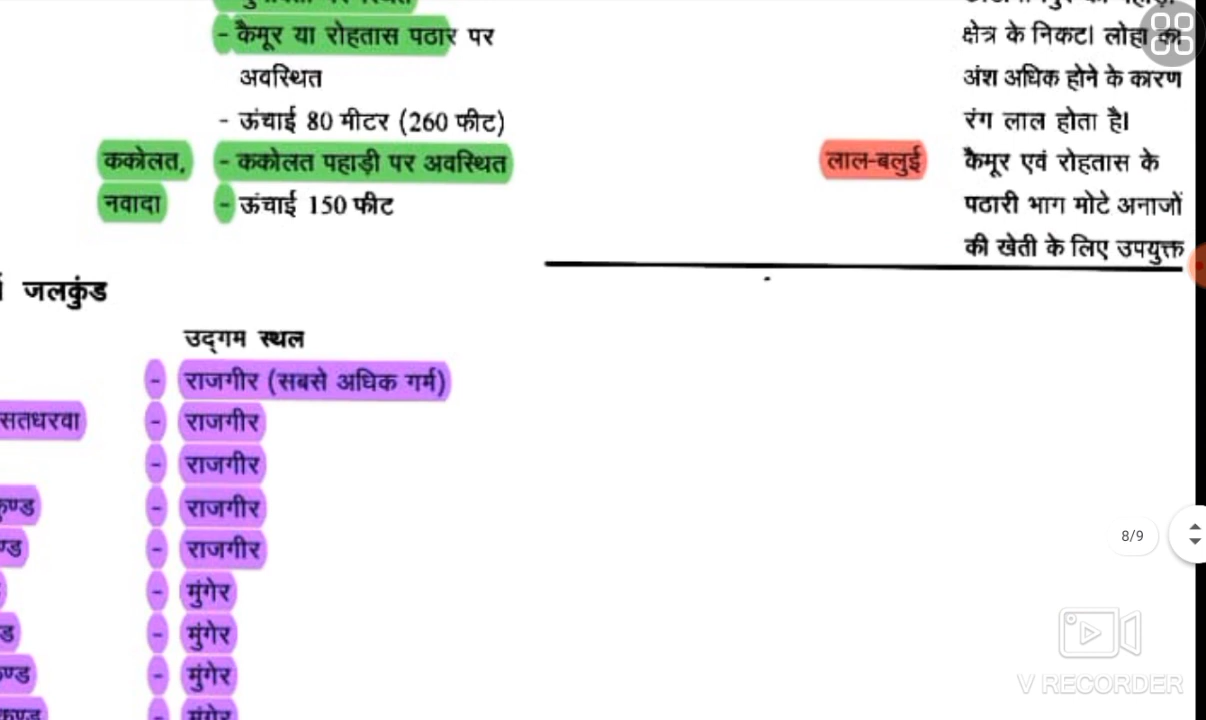 - कैमूर या रोहतास पठार पर
अवस्थित
- ऊंचाई 80 मीटर (260 फीट)
ककोलत, - ककोलत पहाड़ी पर अवस्थित
नवादा - ऊंचाई 150 फीट
जलकुंड
उद्गम स्थल
- राजगीर (सबसे अधिक गर्म)
सतधरवा - राजगीर
- राजगीर
- राजगीर
- राजगीर
- मुंगेर
- मुंगेर
- मुंगेर
- मुंगेर
क्षेत्र के निकट। लोहा का
अंश अधिक होने के कारण
रंग लाल होता है।
लाल-बलुई कैमूर एवं रोहतास के
पठारी भाग मोटे अनाजों
की खेती के लिए उपयुक्त
8/9
V RECORDER